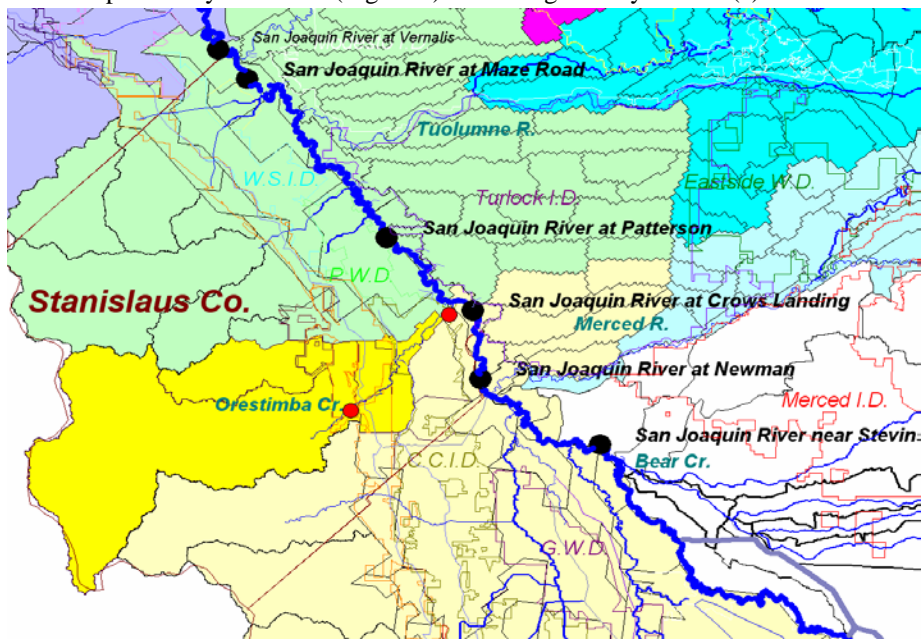 San Joaquin River at Vernalis
San Joaquin River at Maze Road
Tuolumne R.
W.S.I.D.
Eastside W.D.
Turlock I.D.
San Joaquin River at Patterson
P.W.D.
Stanislaus Co.
San Joaquin River at Crows Landing
Merced R.
San Joaquin River at Newman
Orestimba Cr.
Merced I.D.
San Joaquin River near Stevins
C.C.I.D.
Bear Cr.
G.W.D.